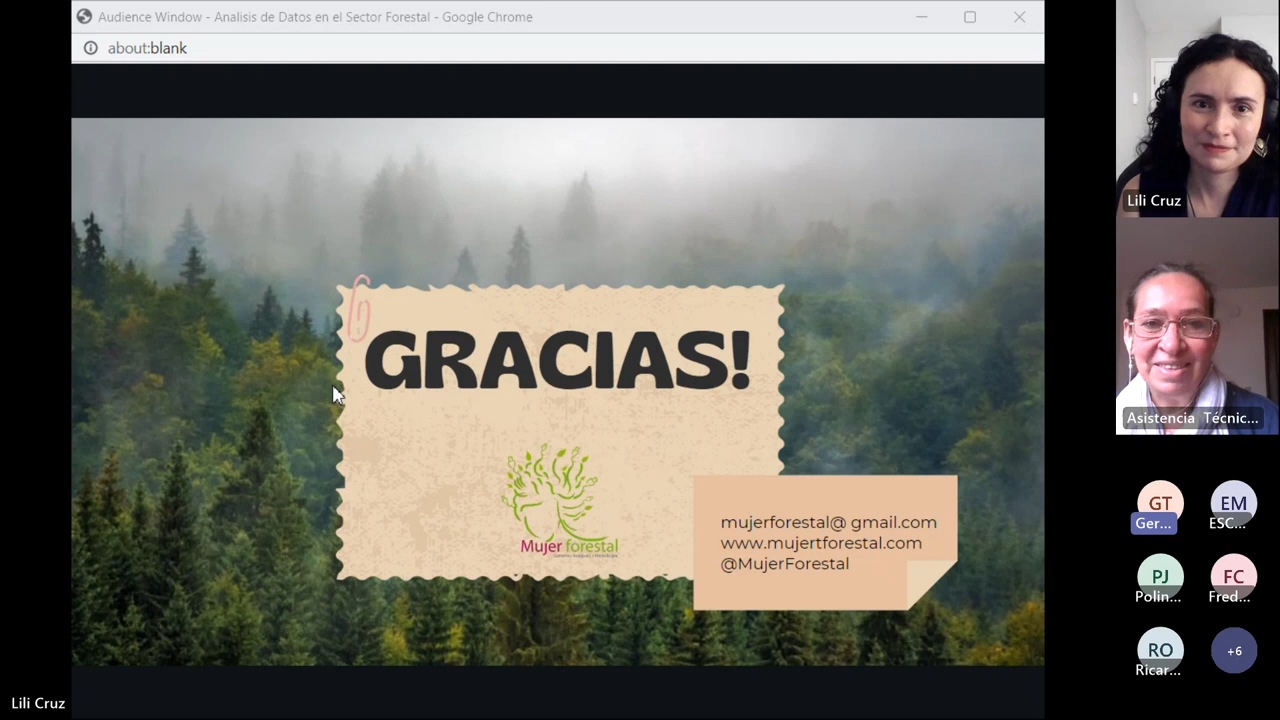 Audience Window - Analisis de Datos en el Sector Forestal - Google Chrome
about:blank
GRACIAS!
Mujer forestal
mujerforestal@ gmail.com
www.mujertforestal.com
@MujerForestal
Lili Cruz
Asistencia Técnic...
GT
Ger...
EM
ESC...
PJ
Polin...
FC
Fred...
RO
Ricar...
+6
Lili Cruz